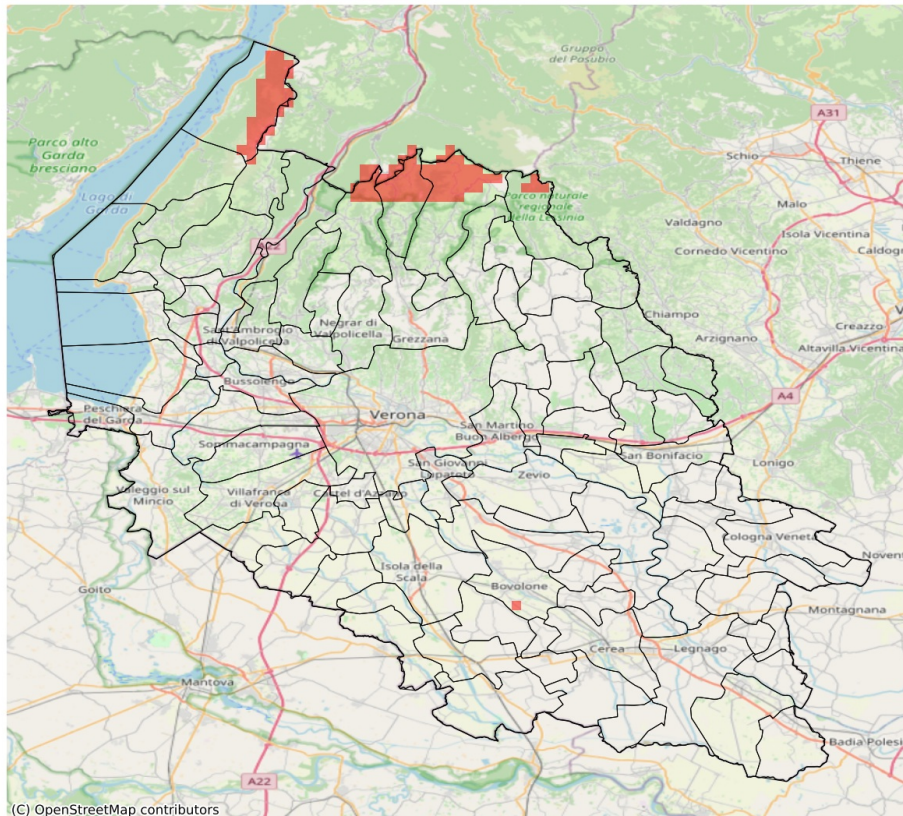 Gruppo
del Pasubio
A31
Parco alto
Garda
bresciano
Schio
Thiene
Lago di
Garda
Parco naturale
regionale
della Lessinia
Malo
Isola Vicentina
Valdagno
Cornedo Vicentino
A22
Chiampo
Creazzo
Sant'Ambrogio
di Valpolicella
Negrar di
Valpolicella
Grezzana
Arzignano
Altavilla Vicentina
Bussolengo
A4
Peschiera
del Garda
Verona
San Martino
Buon Albergo
Sommacampagna
San Bonifacio
San Giovanni
Lupatoto
Zevio
Lonigo
Valeggio sul
Mincio
Villafranca
di Verona
Castel d'Azzano
Cologna Veneta
Isola della
Scala
Bovolone
Goito
Montagnana
Cerea
Legnago
Mantova
Badia Polesi
A22
(C) OpenStreetMap contributors